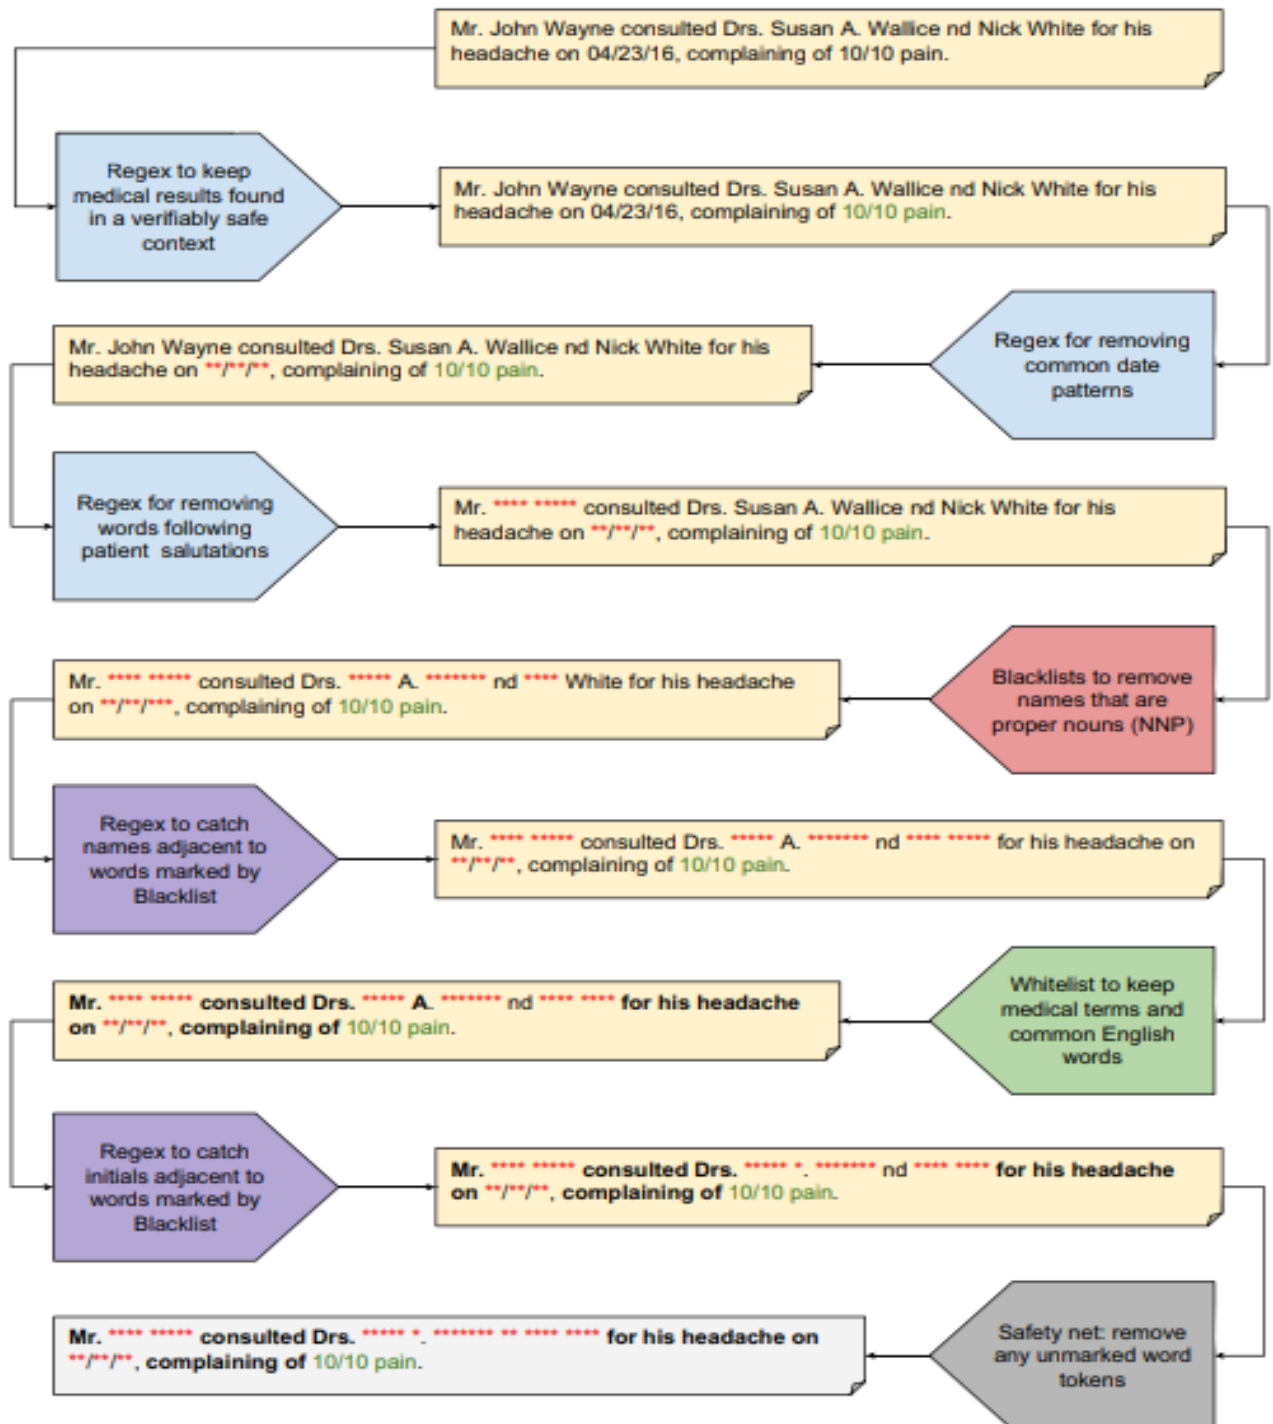 Mr. John Wayne consulted Drs. Susan A. Wallice nd Nick White for his
headache on 04/23/16, complaining of 10/10 pain.
Regex to keep
medical results found
in a verifiably safe
context
Mr. John Wayne consulted Drs. Susan A. Wallice nd Nick White for his
headache on 04/23/16, complaining of 10/10 pain.
Regex for removing
common date
patterns
Mr. John Wayne consulted Drs. Susan A. Wallice nd Nick White for his
headache on **/**/**, complaining of 10/10 pain.
Regex for removing
words following
patient salutations
Mr. **** ***** consulted Drs. Susan A. Wallice nd Nick White for his
headache on **/**/**, complaining of 10/10 pain.
Blacklists to remove
names that are
proper nouns (NNP)
Mr. **** ***** consulted Drs. ***** A. ******* nd **** White for his headache
on **/**/***, complaining of 10/10 pain.
Regex to catch
names adjacent to
words marked by
Blacklist
Mr. **** ***** consulted Drs. ***** A. ******* nd **** ***** for his headache on
**/**/**, complaining of 10/10 pain.
Whitelist to keep
medical terms and
common English
words
Mr. **** ***** consulted Drs. ***** A. ******* nd **** **** for his headache
on **/**/**, complaining of 10/10 pain.
Regex to catch
initials adjacent to
words marked by
Blacklist
Mr. **** ***** consulted Drs. ***** *. ******* nd **** **** for his headache
on **/**/**, complaining of 10/10 pain.
Safety net: remove
any unmarked word
tokens
Mr. **** ***** consulted Drs. ***** *. ******* ** **** **** for his headache on
**/**/**, complaining of 10/10 pain.